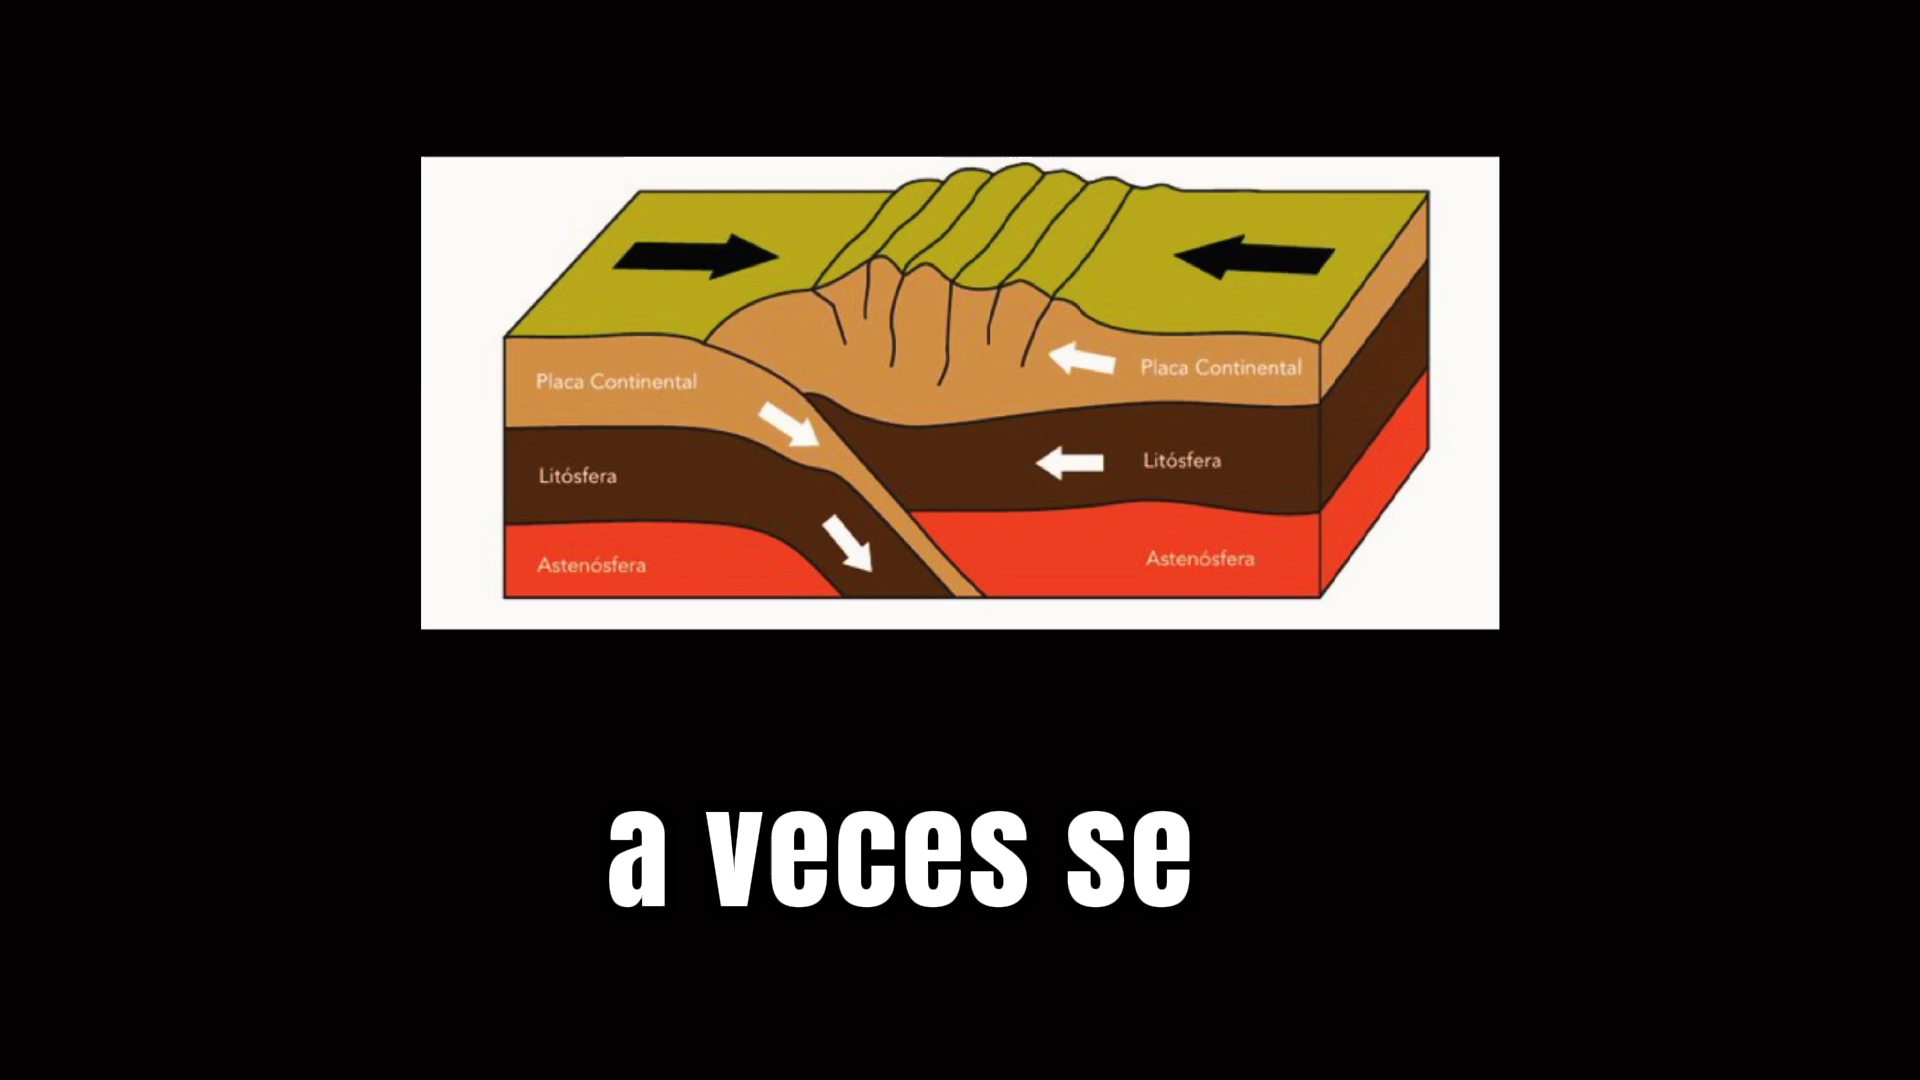 Placa Continental
Placa Continental
Litósfera
Litósfera
Astenósfera
Astenósfera
a veces se